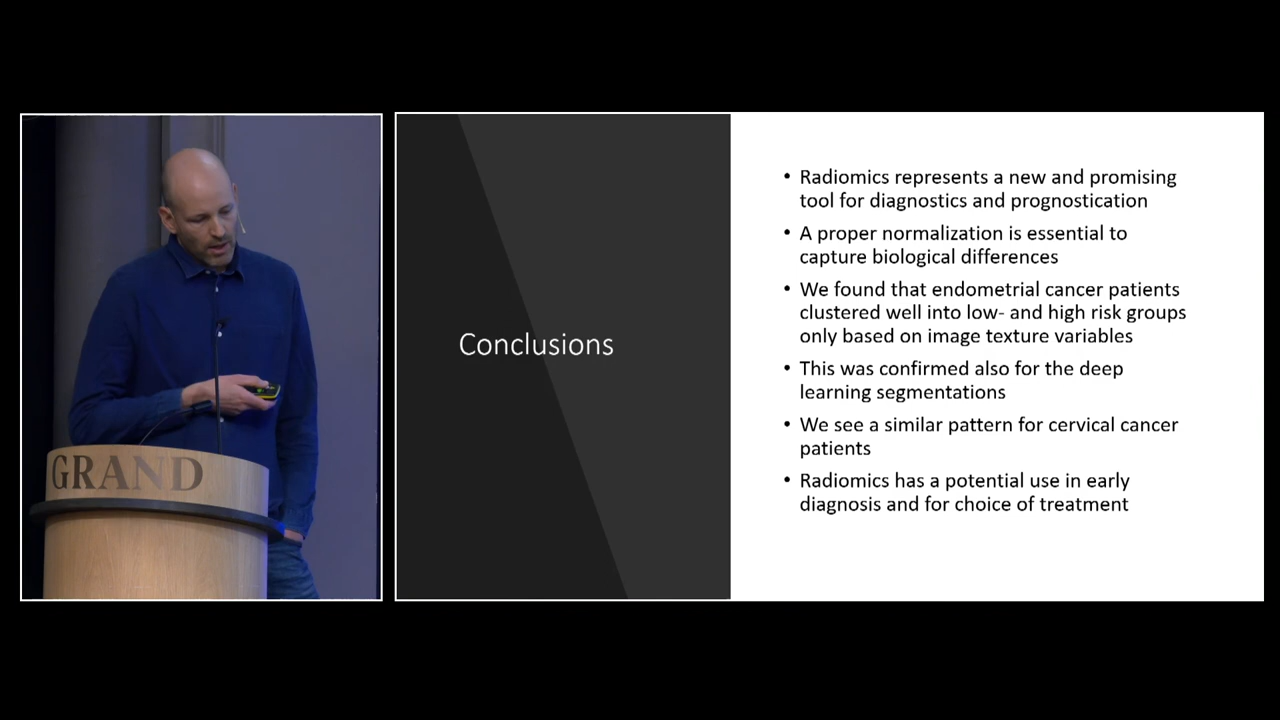 GRAND
Conclusions
• Radiomics represents a new and promising
tool for diagnostics and prognostication
• A proper normalization is essential to
capture biological differences
• We found that endometrial cancer patients
clustered well into low- and high risk groups
only based on image texture variables
• This was confirmed also for the deep
learning segmentations
• We see a similar pattern for cervical cancer
patients
• Radiomics has a potential use in early
diagnosis and for choice of treatment